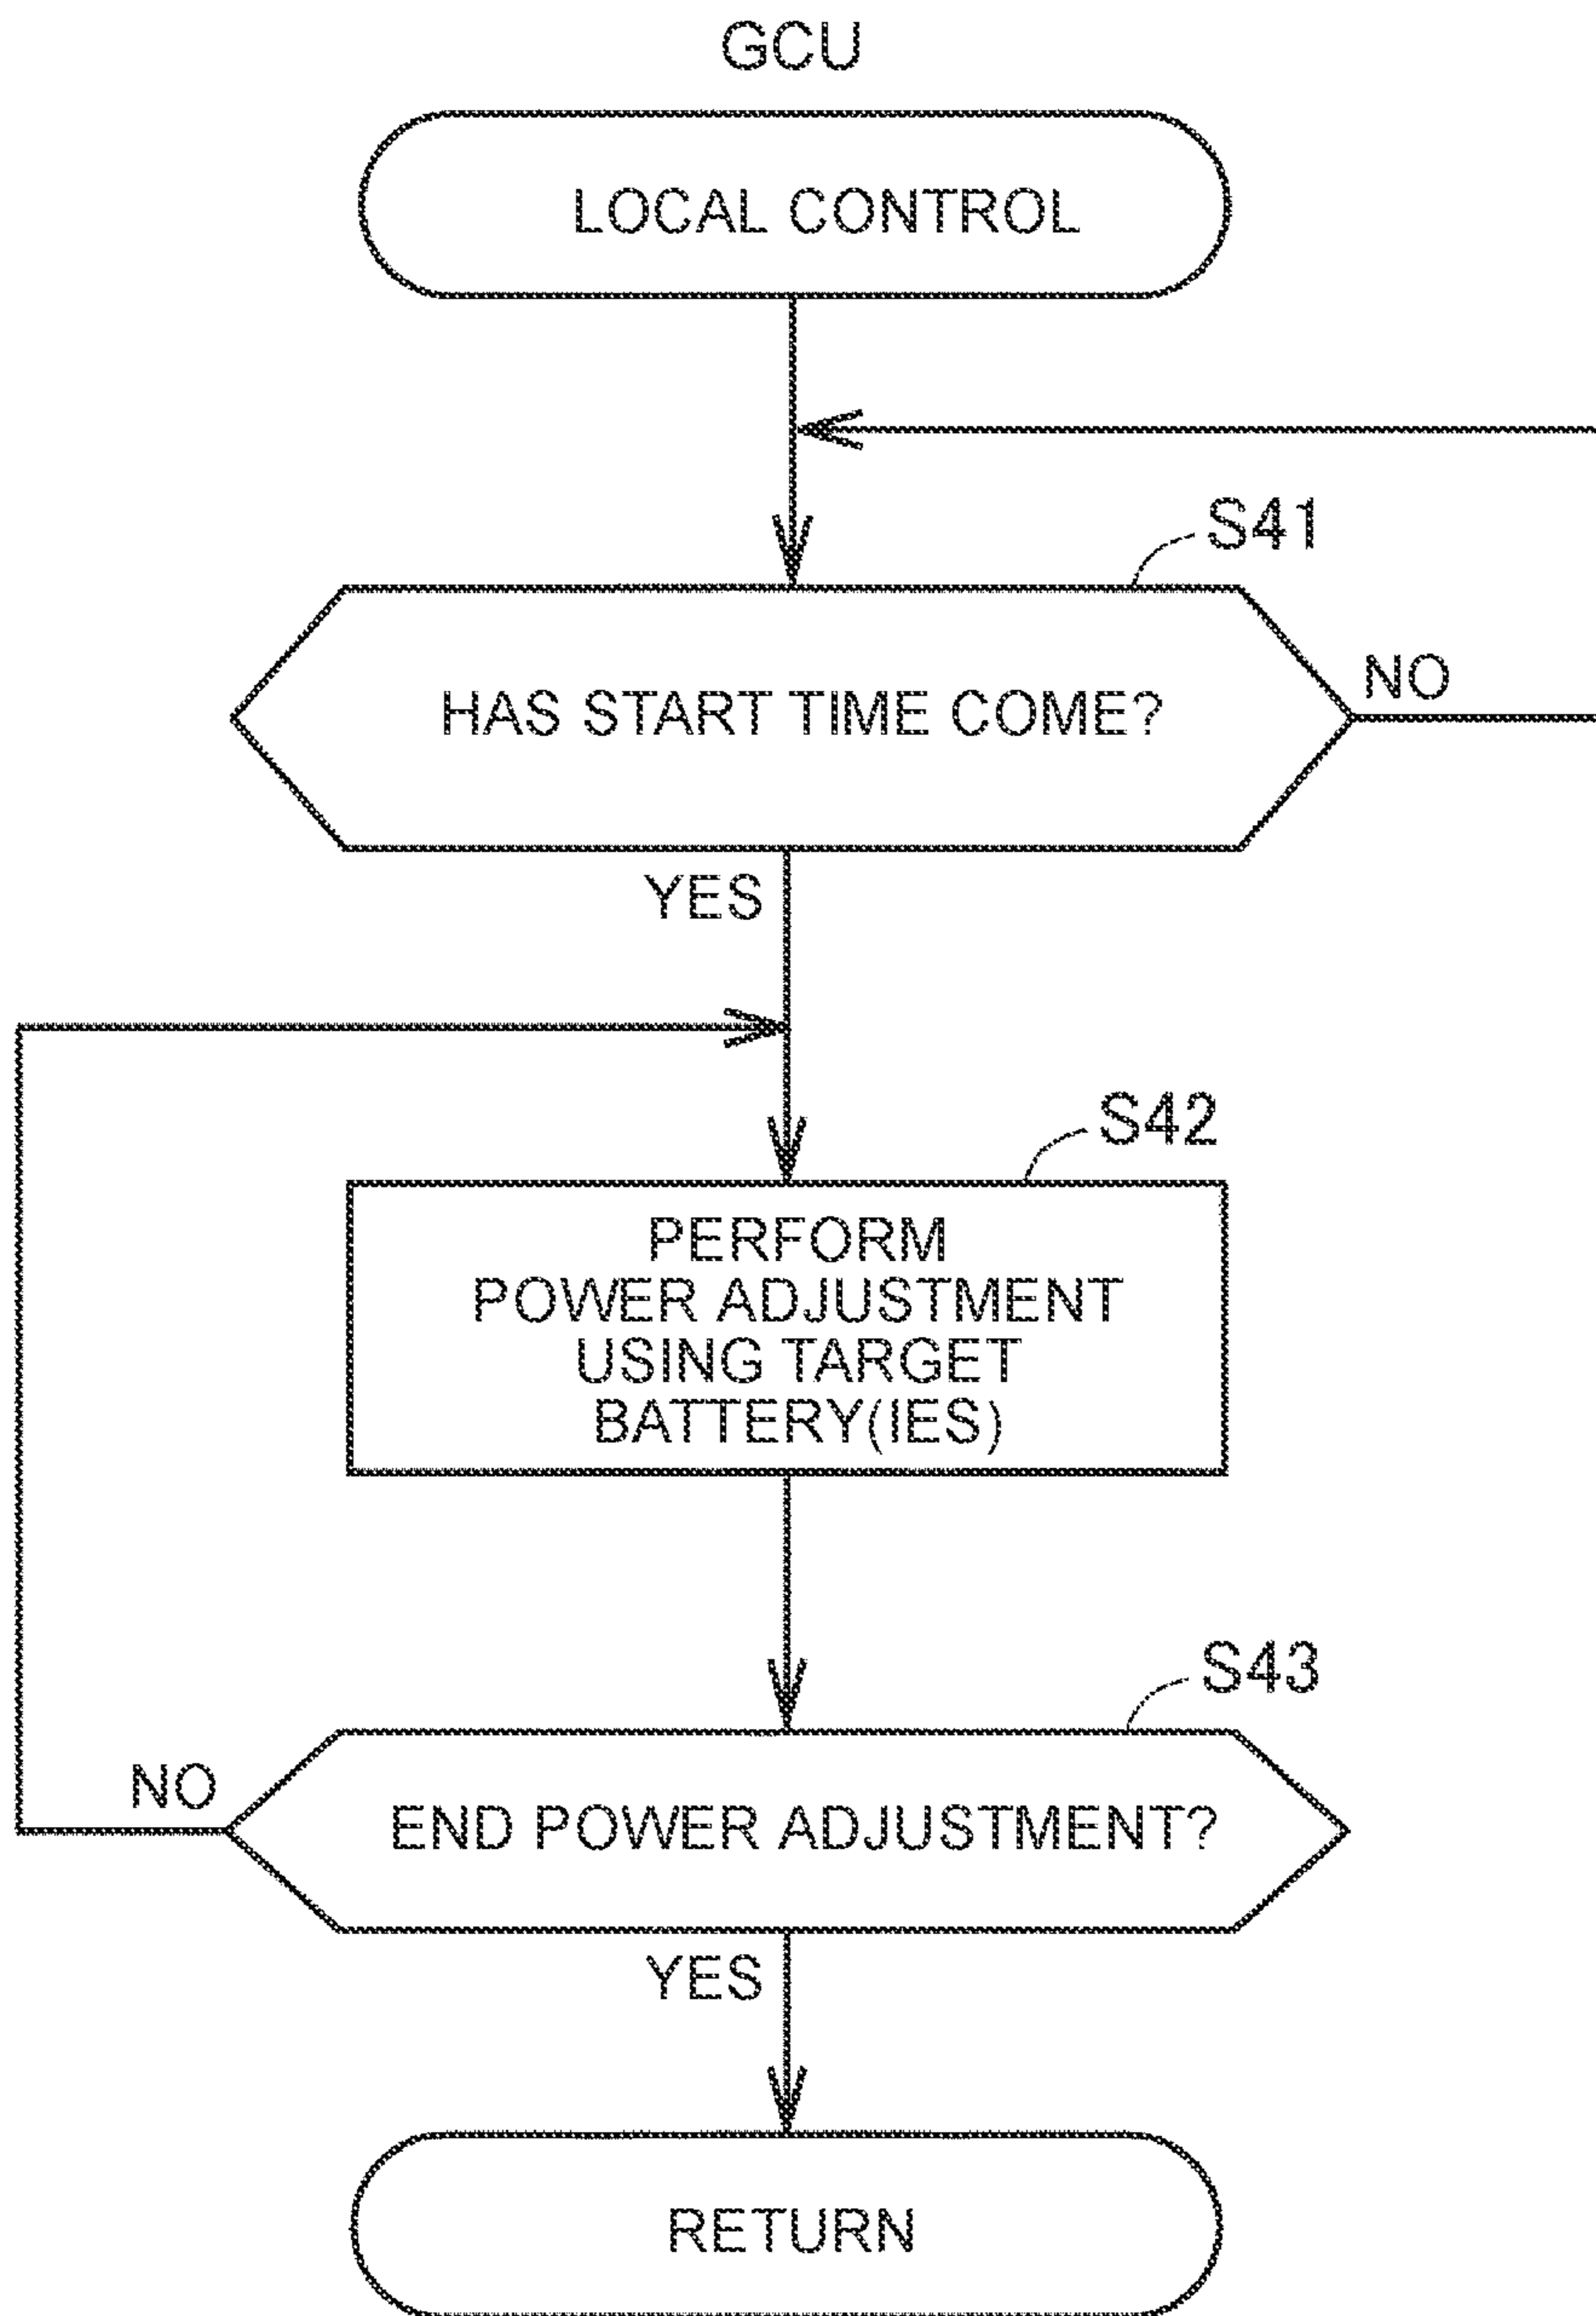 GCU
LOCAL CONTROL
S41
HAS START TIME COME?
NO
YES
S42
PERFORM
POWER ADJUSTMENT
USING TARGET
BATTERY(IES)
S43
NO
END POWER ADJUSTMENT?
YES
RETURN